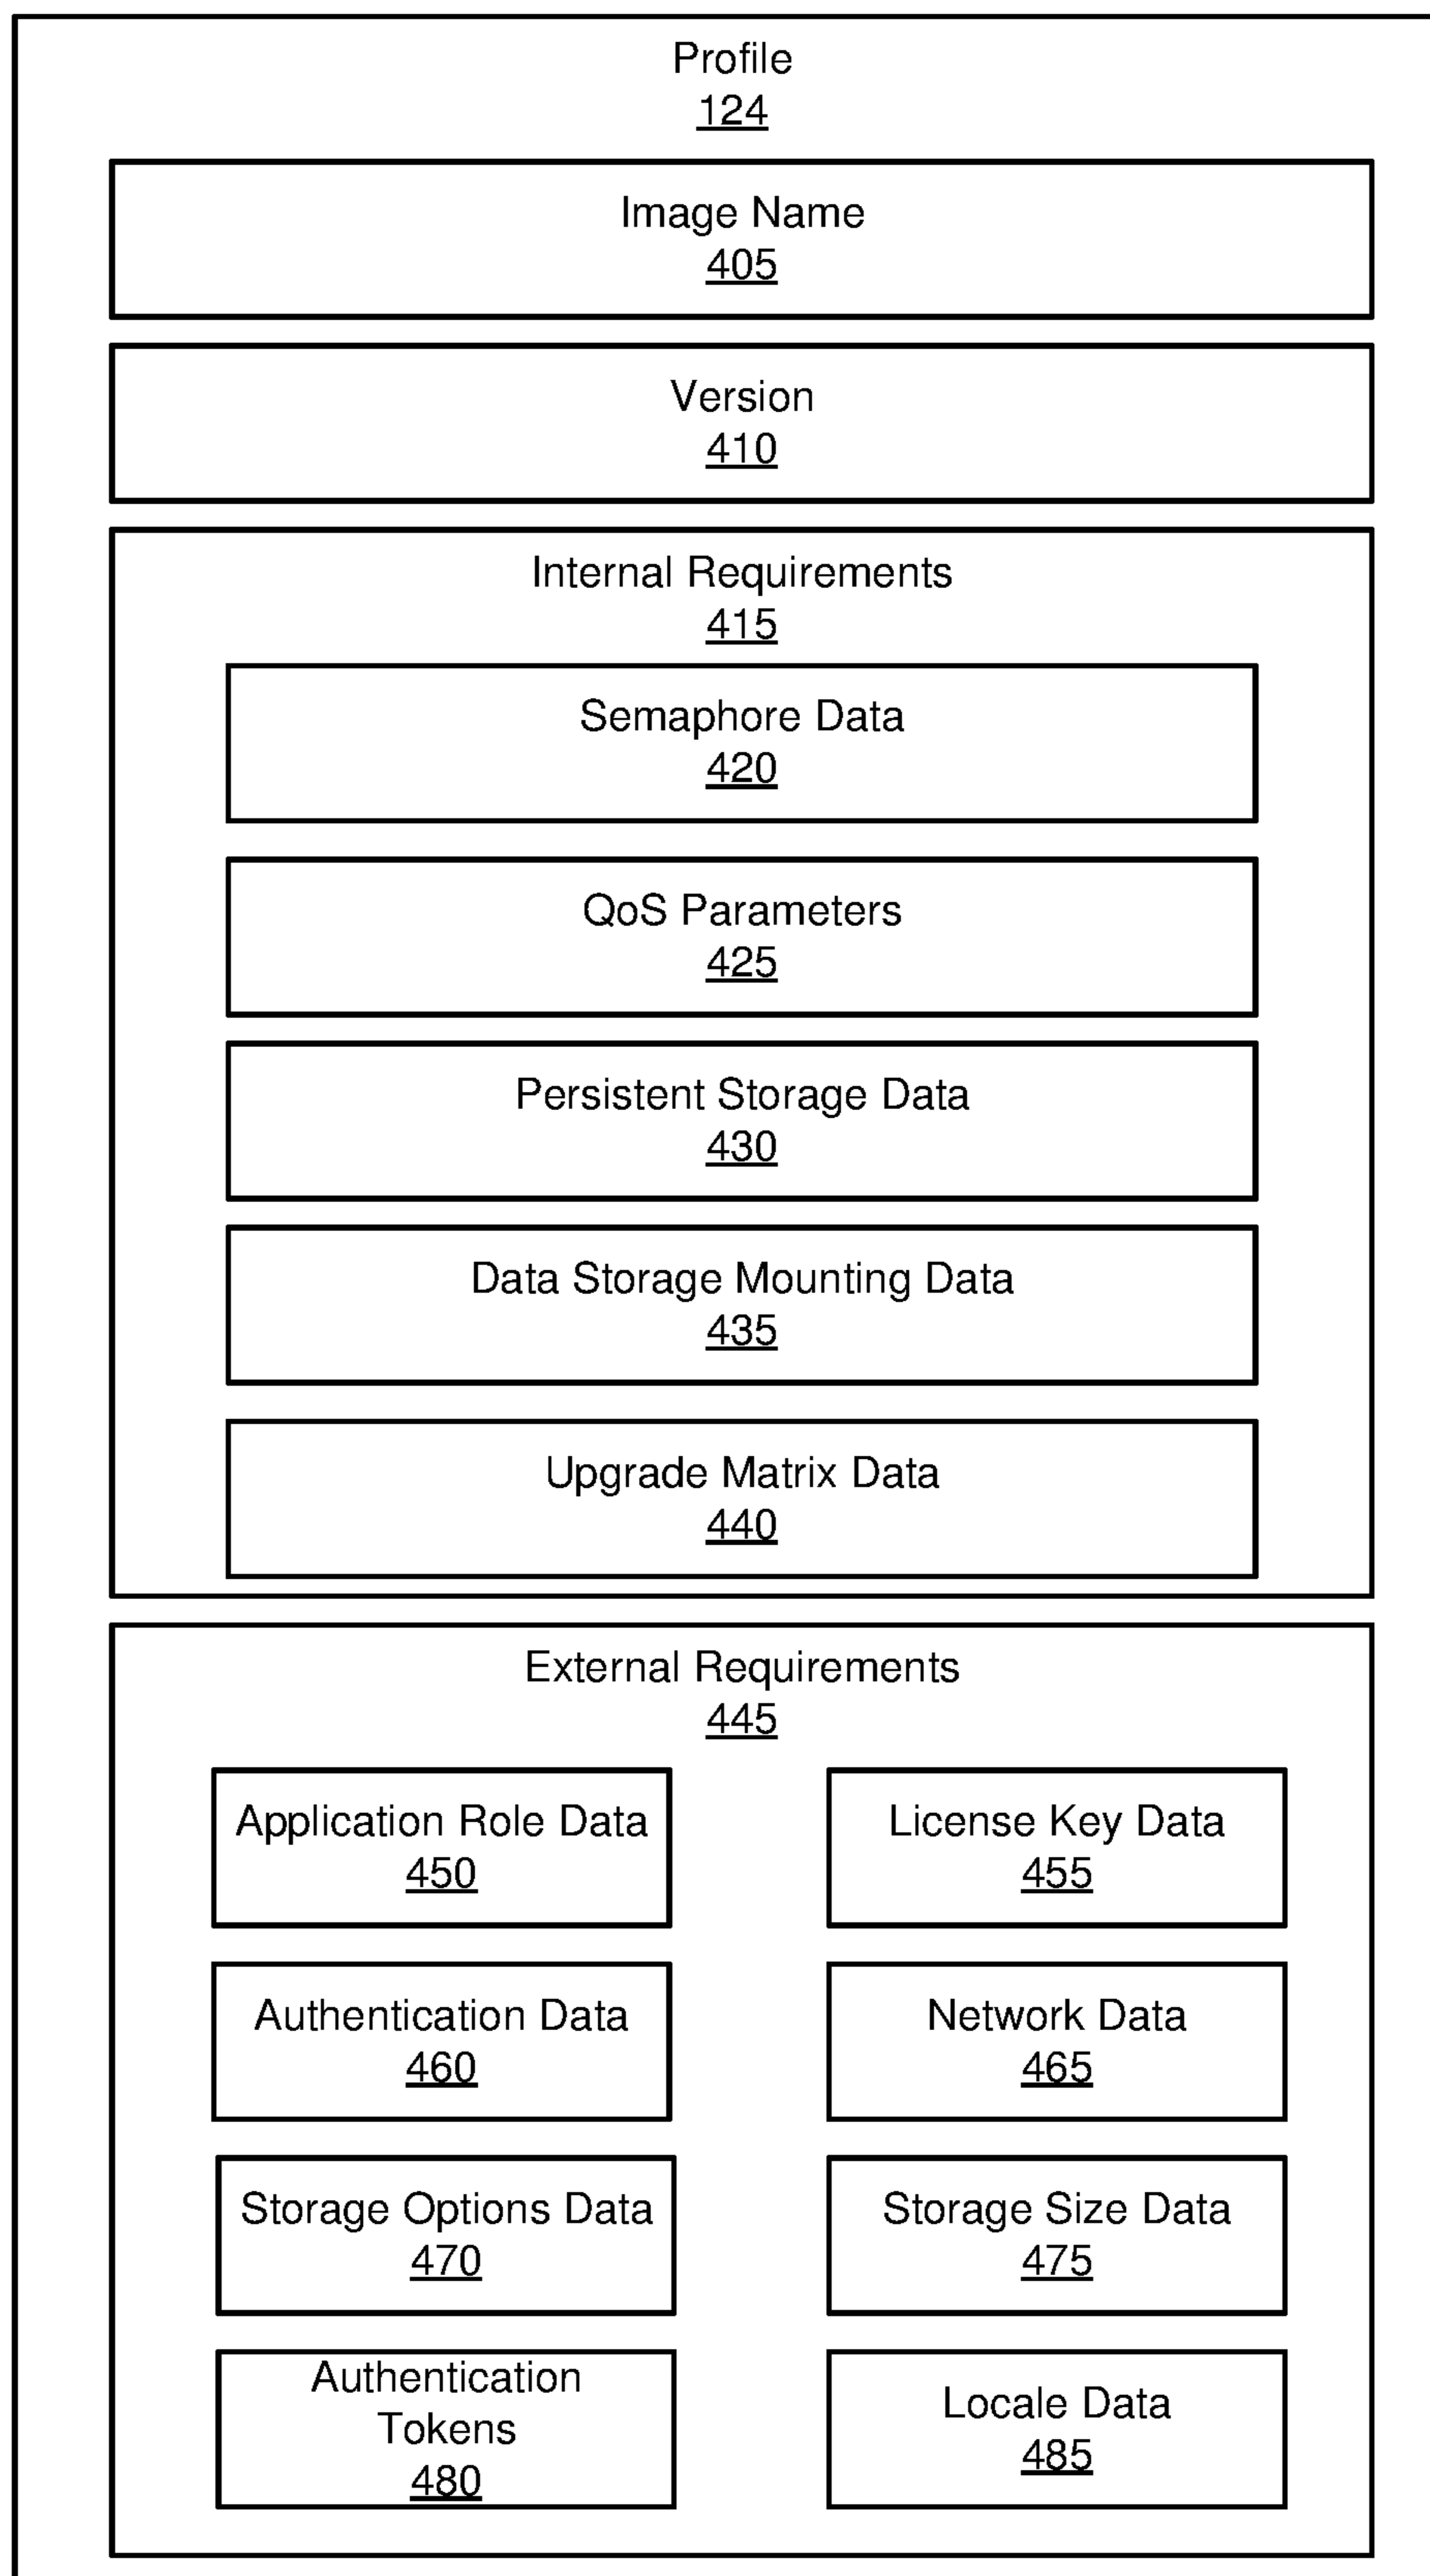 Profile
124
Image Name
405
Version
410
Internal Requirements
415
Semaphore Data
420
QoS Parameters
425
Persistent Storage Data
430
Data Storage Mounting Data
435
Upgrade Matrix Data
440
External Requirements
445
Application Role Data
450
License Key Data
455
Authentication Data
460
Network Data
465
Storage Options Data
470
Storage Size Data
475
Authentication
Tokens
480
Locale Data
485